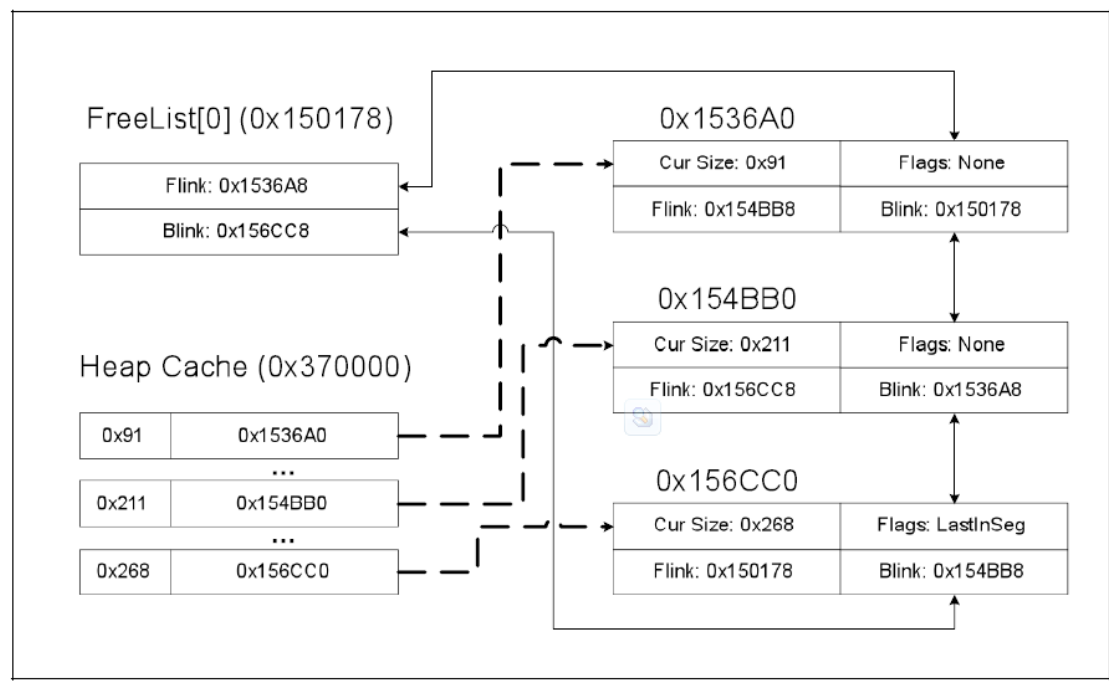 FreeList[0] (0x150178)
Flink: 0x1536A8
Blink: 0x156CC8
Heap Cache (0x370000)
0x91 0x1536A0
...
0x211 0x154BB0
...
0x268 0x156CC0
0x1536A0
Cur Size: 0x91 Flags: None
Flink: 0x154BB8 Blink: 0x150178
0x154BB0
Cur Size: 0x211 Flags: None
Flink: 0x156CC8 Blink: 0x1536A8
0x156CC0
Cur Size: 0x268 Flags: LastInSeg
Flink: 0x150178 Blink: 0x154BB8